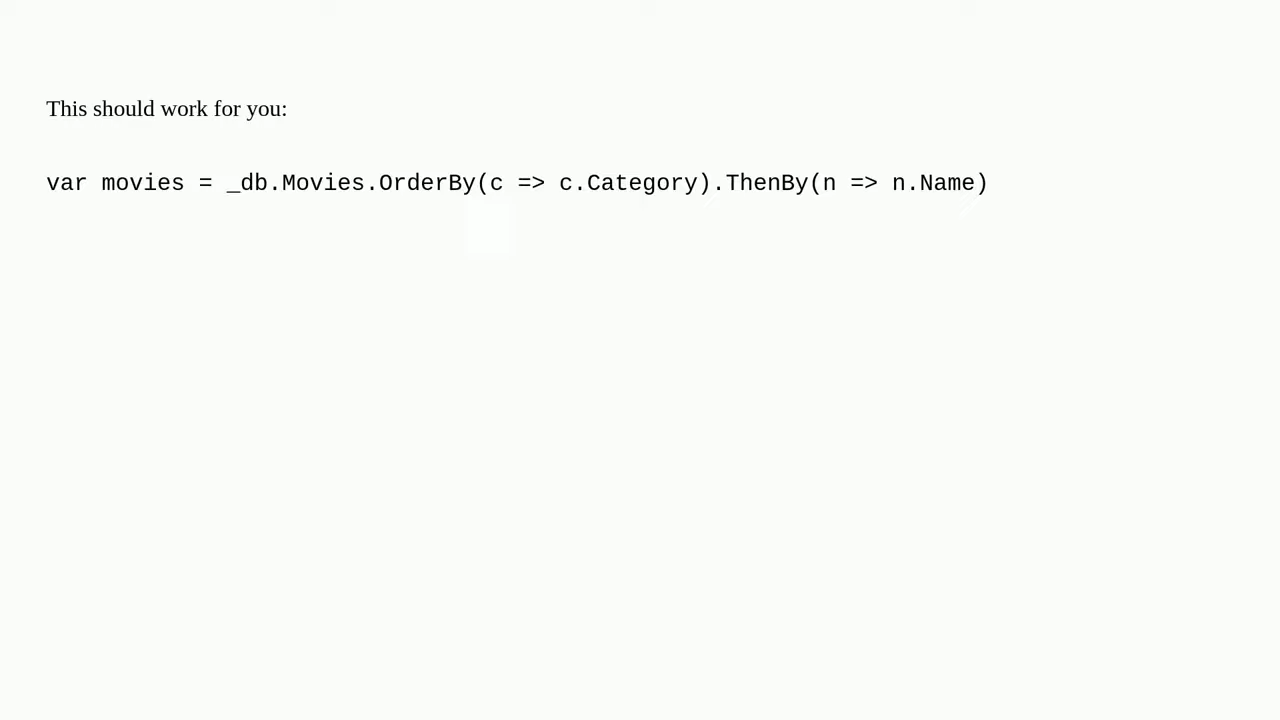 This should work for you:
var movies = _db.Movies.OrderBy(c => c.Category).ThenBy(n => n.Name)